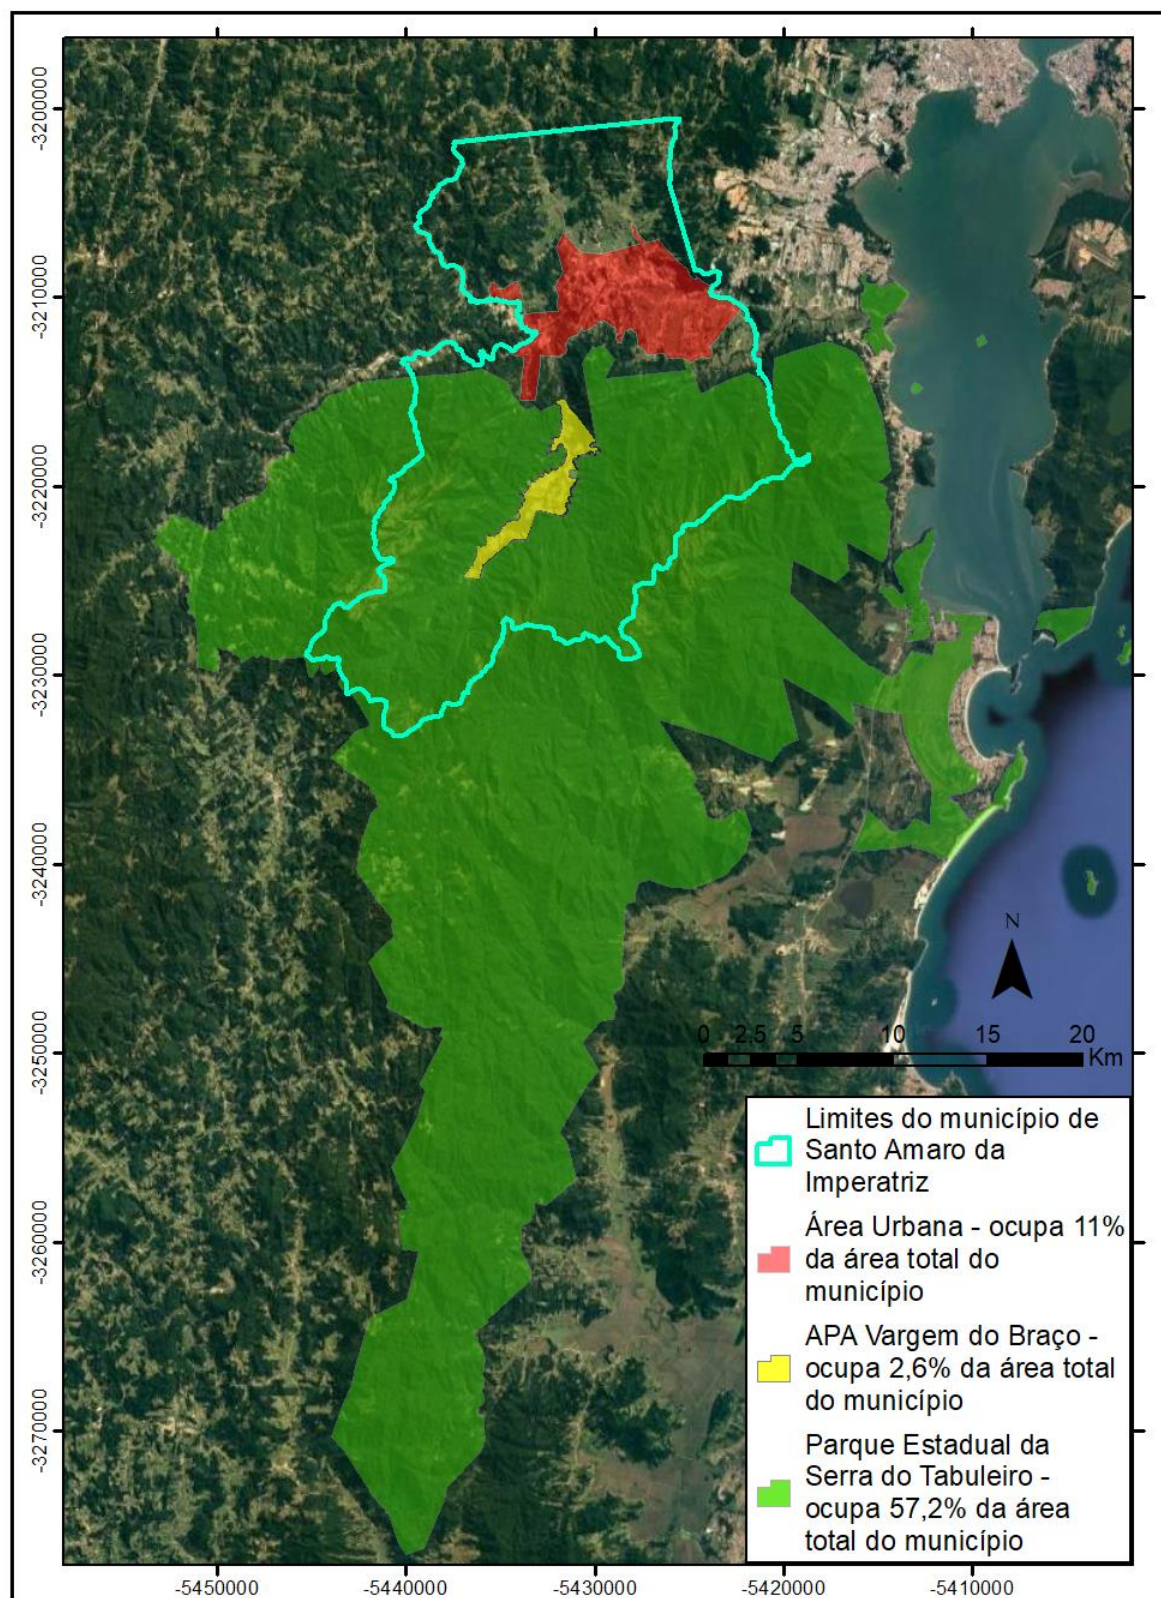 -3200000
-3210000
-3220000
-3230000
-3240000
-3250000
-3260000
-3270000
N
0 2,5 5 10 15 20
Km
Limites do município de
Santo Amaro da
Imperatriz
Área Urbana - ocupa 11%
da área total do
município
APA Vargem do Braço -
ocupa 2,6% da área total
do município
Parque Estadual da
Serra do Tabuleiro -
ocupa 57,2% da área
total do município
-5450000 -5440000 -5430000 -5420000 -5410000